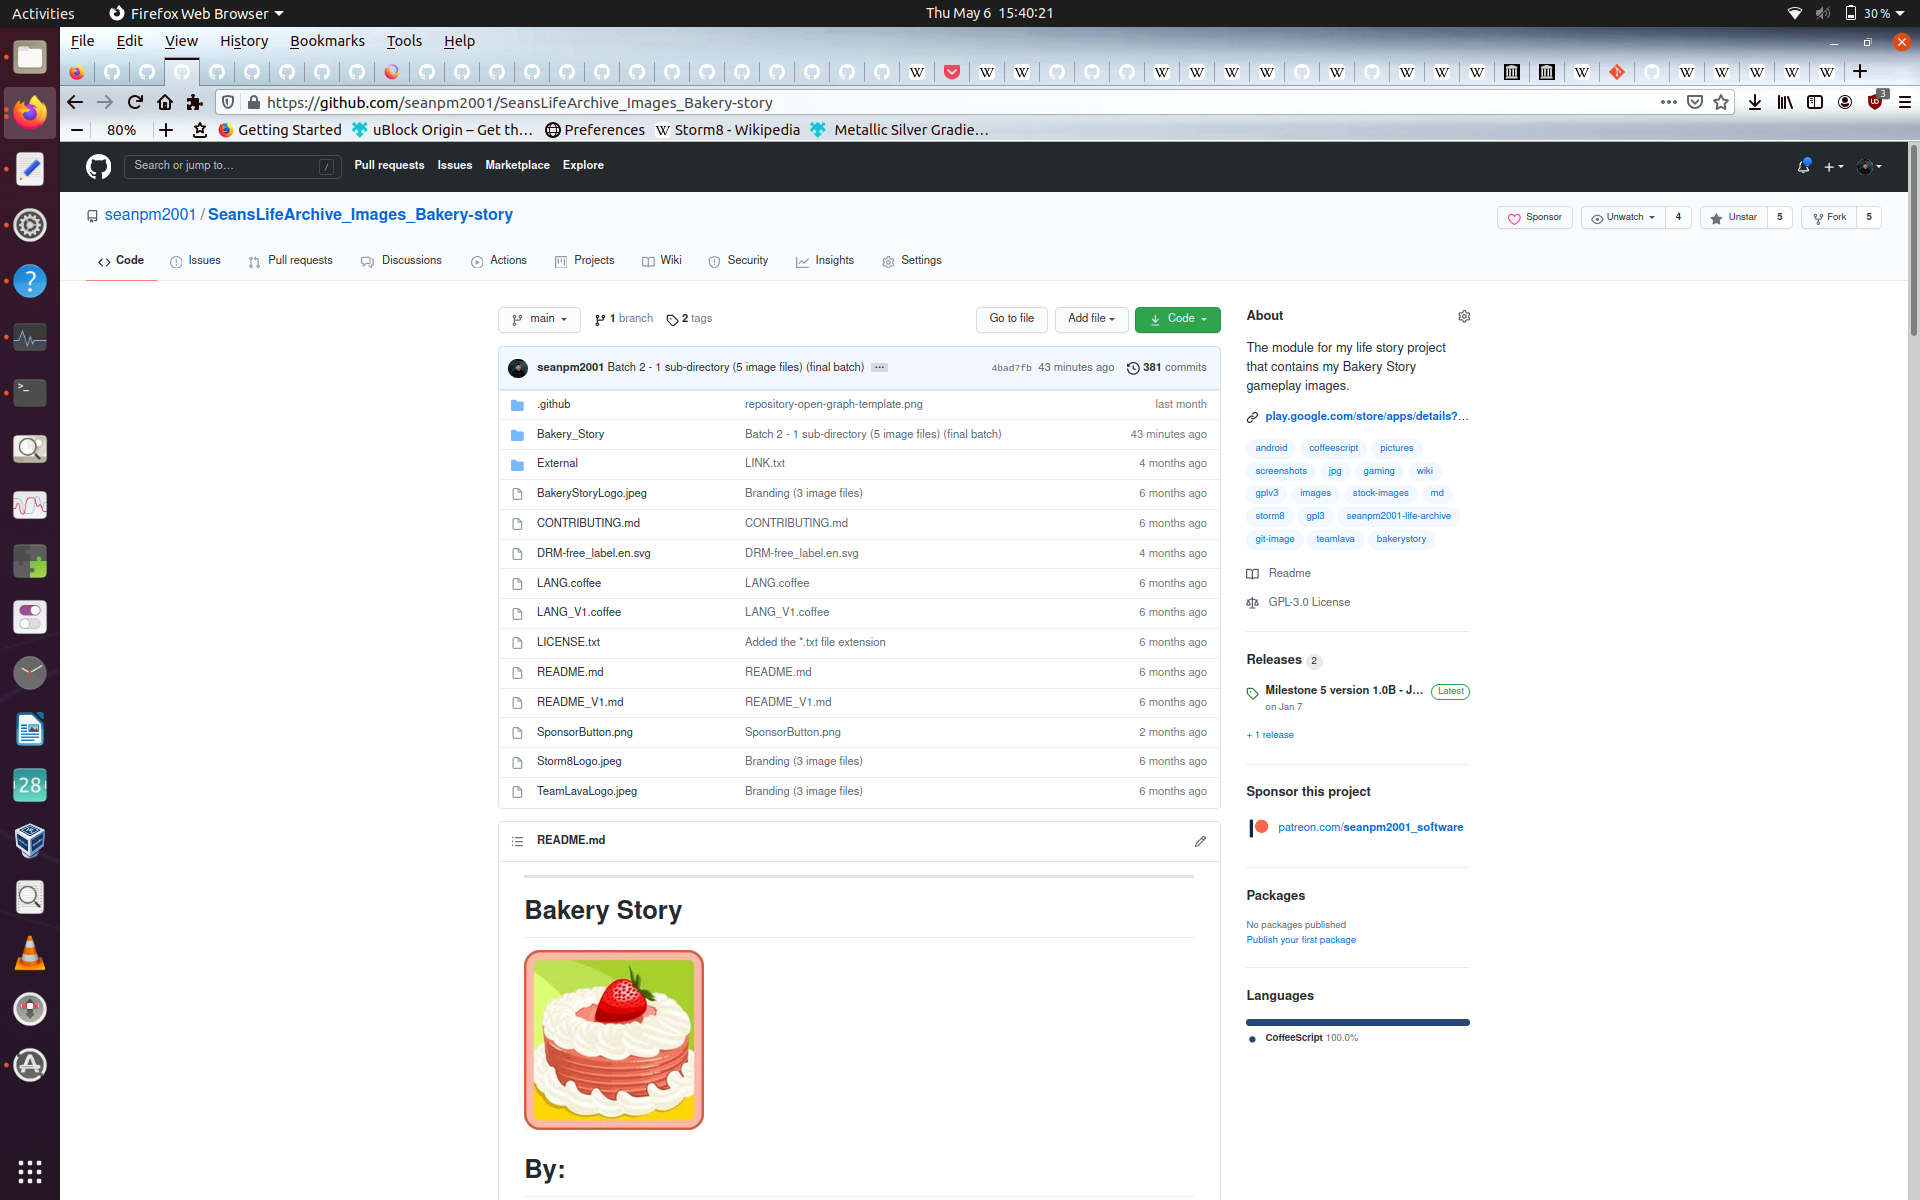 Activities Firefox Web Browser Thu May 6 15:40:21 30 %
File Edit View History Bookmarks Tools Help
https://github.com/seanpm2001/SeansLifeArchive_Images_Bakery-story 3
80% Getting Started uBlock Origin – Get th… Preferences Storm8 - Wikipedia Metallic Silver Gradie…
Search or jump to… / Pull requests Issues Marketplace Explore
seanpm2001 / SeansLifeArchive_Images_Bakery-story Sponsor Unwatch 4 Unstar 5 Fork 5
Code Issues Pull requests Discussions Actions Projects Wiki Security Insights Settings
main 1 branch 2 tags Go to file Add file Code
seanpm2001 Batch 2 - 1 sub-directory (5 image files) (final batch) ... 4bad7fb 43 minutes ago 381 commits
.github repository-open-graph-template.png last month
Bakery_Story Batch 2 - 1 sub-directory (5 image files) (final batch) 43 minutes ago
External LINK.txt 4 months ago
BakeryStoryLogo.jpeg Branding (3 image files) 6 months ago
CONTRIBUTING.md CONTRIBUTING.md 6 months ago
DRM-free_label.en.svg DRM-free_label.en.svg 4 months ago
LANG.coffee LANG.coffee 6 months ago
LANG_V1.coffee LANG_V1.coffee 6 months ago
LICENSE.txt Added the *.txt file extension 6 months ago
README.md README.md 6 months ago
README_V1.md README_V1.md 6 months ago
SponsorButton.png SponsorButton.png 2 months ago
Storm8Logo.jpeg Branding (3 image files) 6 months ago
TeamLavaLogo.jpeg Branding (3 image files) 6 months ago
README.md
Bakery Story
By:
About
The module for my life story project
that contains my Bakery Story
gameplay images.
play.google.com/store/apps/details?…
android coffeescript pictures
screenshots jpg gaming wiki
gplv3 images stock-images md
storm8 gpl3 seanpm2001-life-archive
git-image teamlava bakerystory
Readme
GPL-3.0 License
Releases 2
Milestone 5 version 1.0B - J… Latest
on Jan 7
+ 1 release
Sponsor this project
patreon.com/seanpm2001_software
Packages
No packages published
Publish your first package
Languages
CoffeeScript 100.0%
28